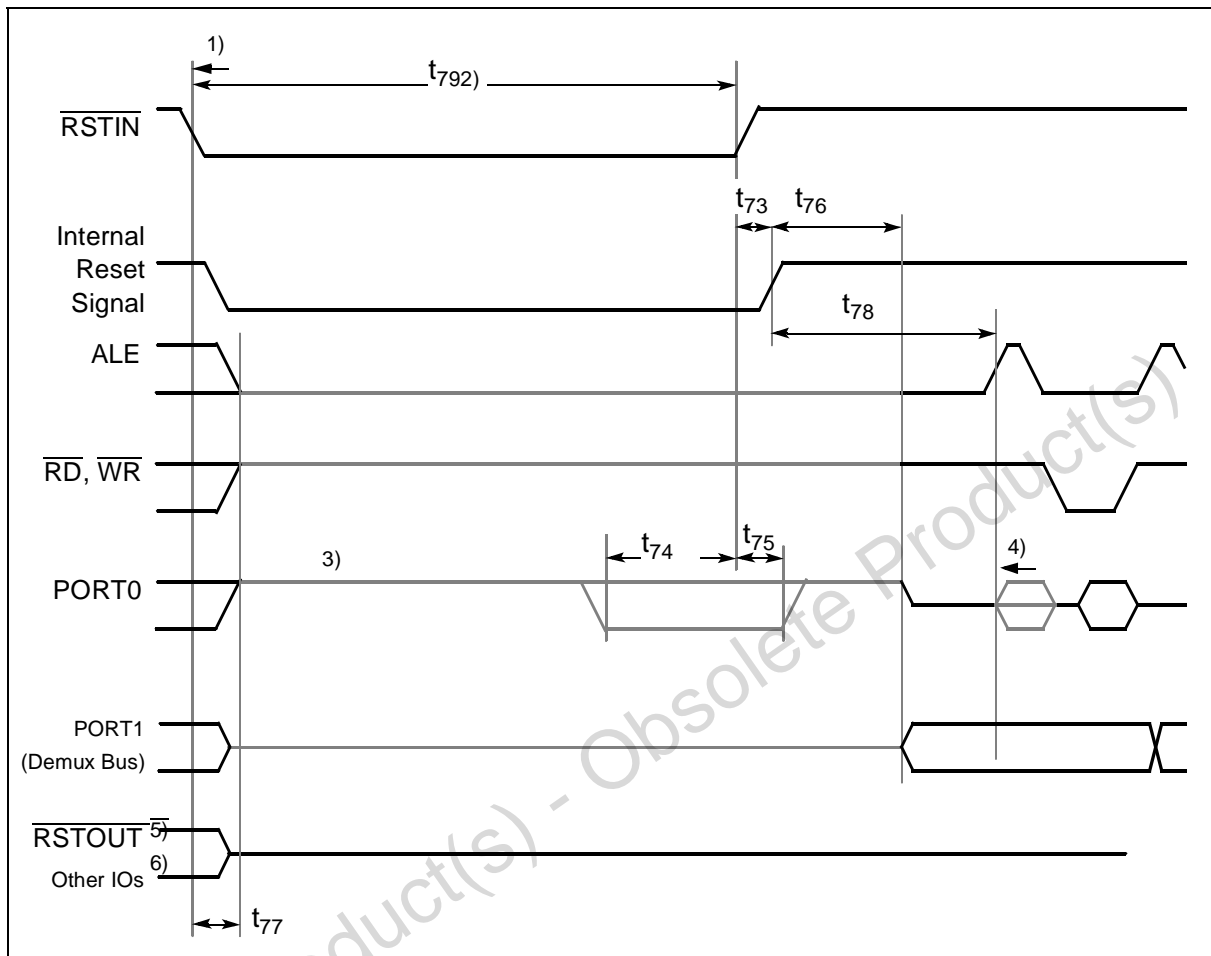 1)
t792)
RSTIN
t73 t76
Internal
Reset
Signal
t78
ALE
RD, WR
t74 t75
3)
4)
PORT0
PORT1
(Demux Bus)
RSTOUT 5)
Other IOs 6)
t77
oduct(s) - Obsolete Product(s)